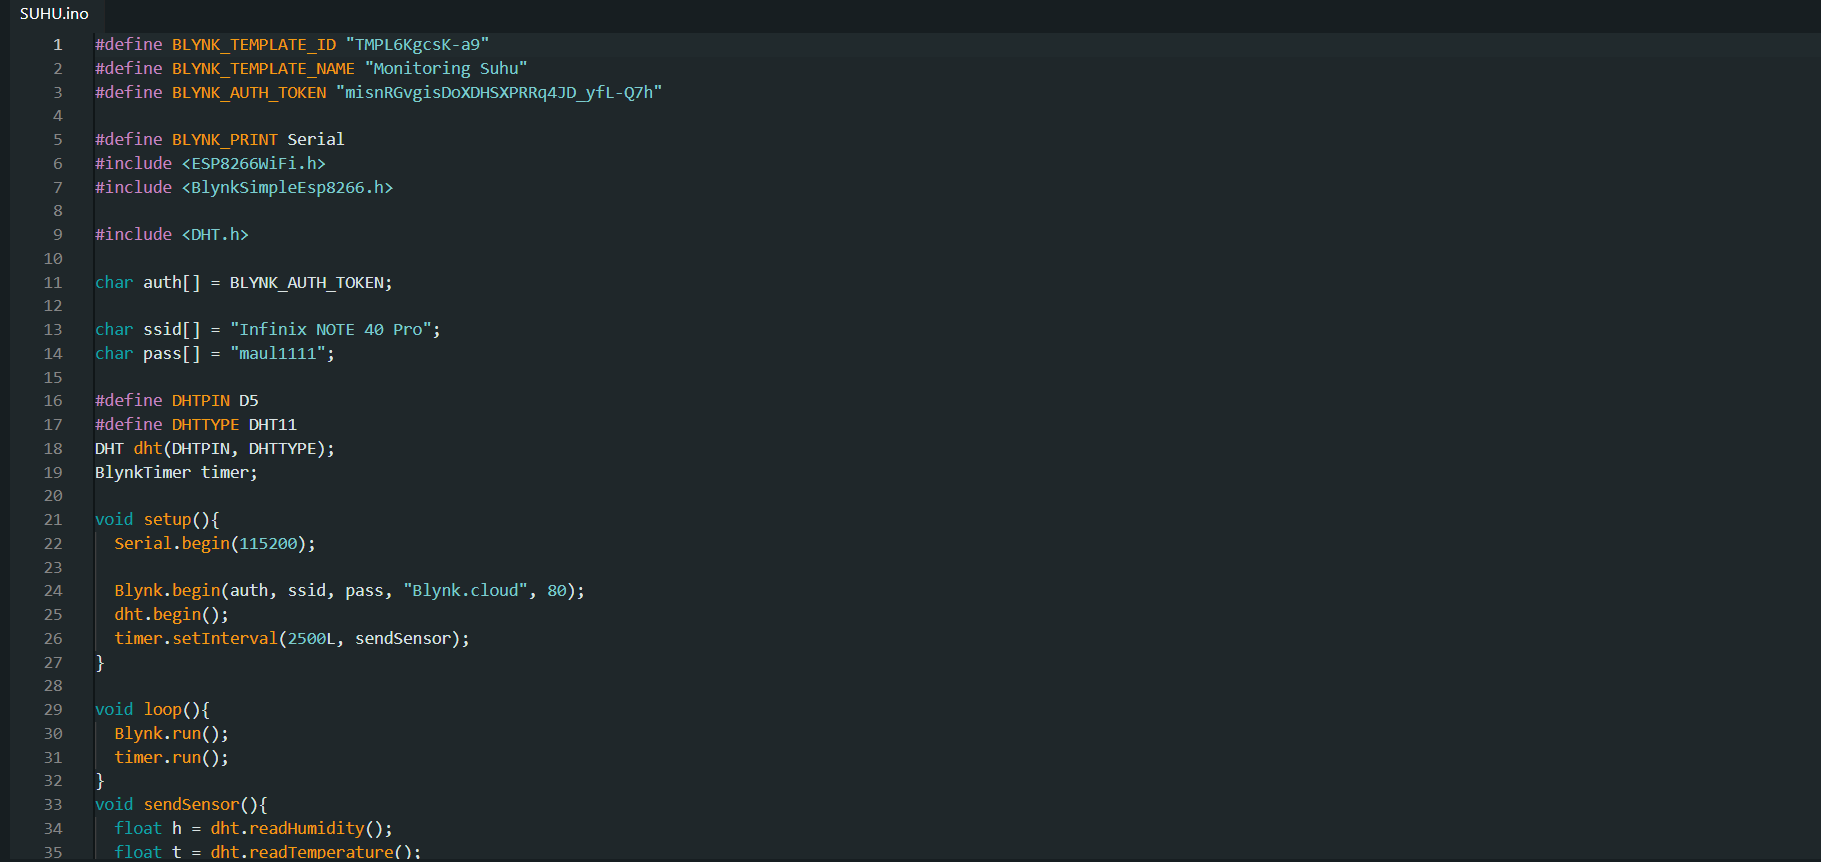 SUHU.ino
1 #define BLYNK_TEMPLATE_ID "TMPL6KgcsK-a9"
2 #define BLYNK_TEMPLATE_NAME "Monitoring Suhu"
3 #define BLYNK_AUTH_TOKEN "misnRGvgisDoXDHSXPRRq4JD_yfL-Q7h"
4
5 #define BLYNK_PRINT Serial
6 #include <ESP8266WiFi.h>
7 #include <BlynkSimpleEsp8266.h>
8
9 #include <DHT.h>
10
11 char auth[] = BLYNK_AUTH_TOKEN;
12
13 char ssid[] = "Infinix NOTE 40 Pro";
14 char pass[] = "maul1111";
15
16 #define DHTPIN D5
17 #define DHTTYPE DHT11
18 DHT dht(DHTPIN, DHTTYPE);
19 BlynkTimer timer;
20
21 void setup(){
22   Serial.begin(115200);
23
24   Blynk.begin(auth, ssid, pass, "Blynk.cloud", 80);
25   dht.begin();
26   timer.setInterval(2500L, sendSensor);
27 }
28
29 void loop(){
30   Blynk.run();
31   timer.run();
32 }
33 void sendSensor(){
34   float h = dht.readHumidity();
35   float t = dht.readTemperature();